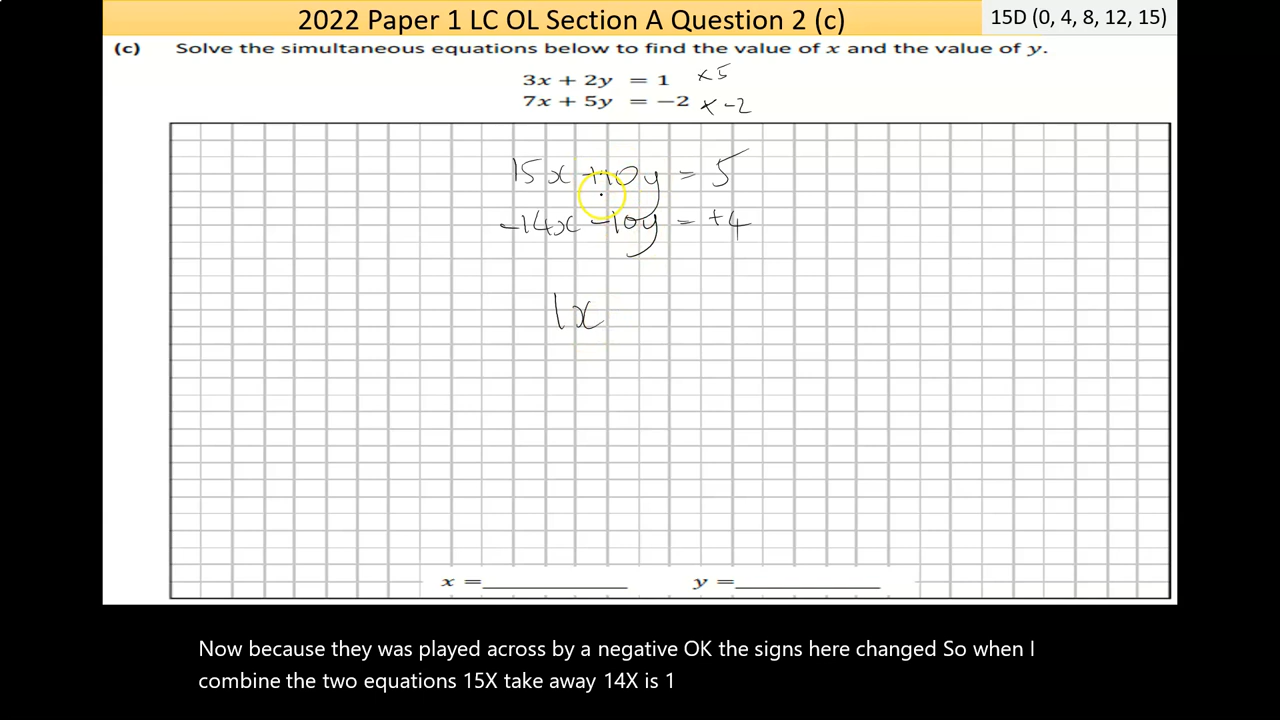 2022 Paper 1 LC OL Section A Question 2 (c)
15D (0, 4, 8, 12, 15)
(c) Solve the simultaneous equations below to find the value of x and the value of y.
3x + 2y = 1 ×5
7x + 5y = −2 × −2
15x +10y = 5
-14x -10y = +4
1x
x =__________ y =__________
Now because they was played across by a negative OK the signs here changed So when I
combine the two equations 15X take away 14X is 1